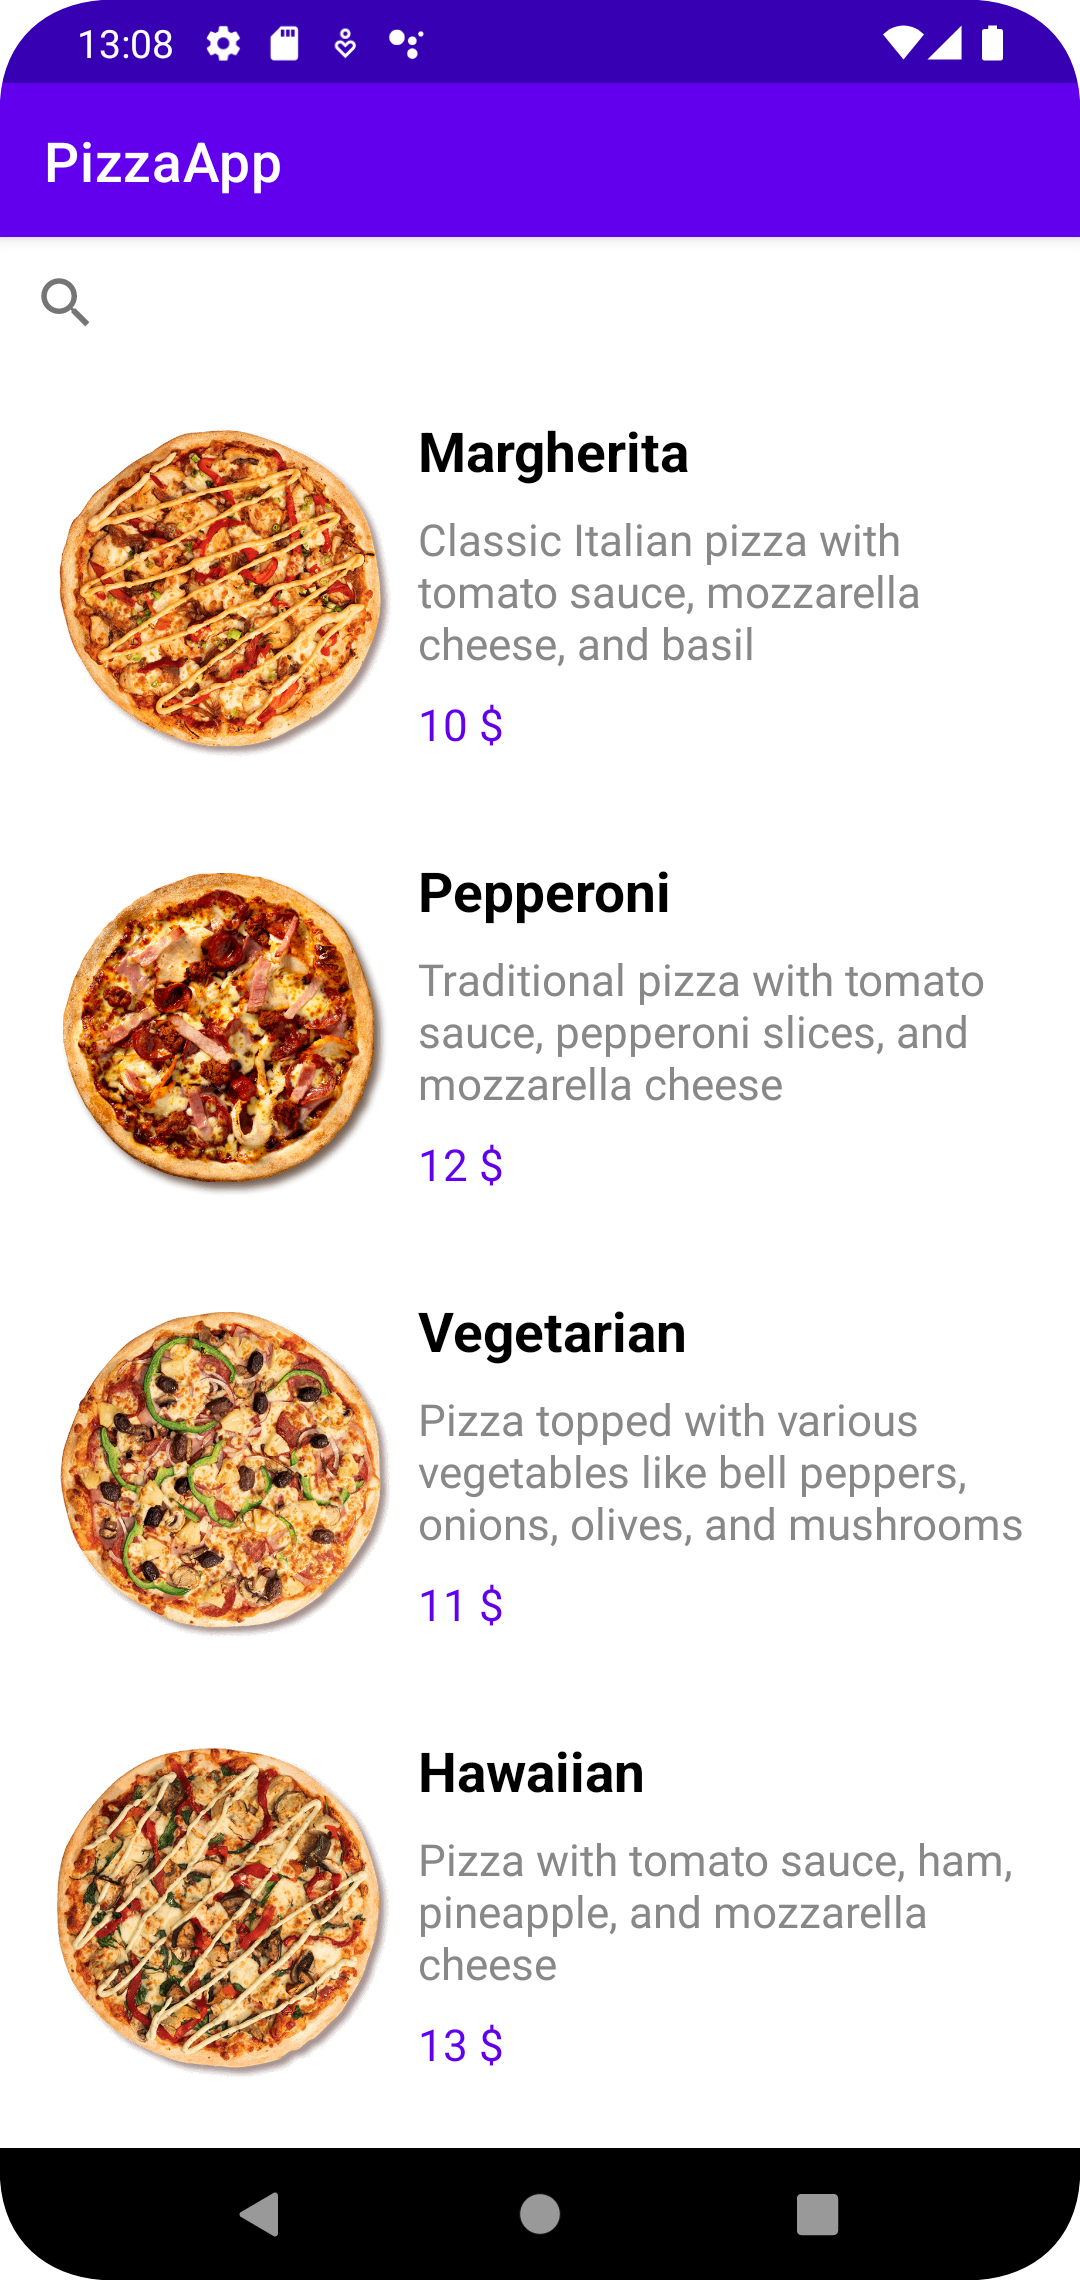 13:08
PizzaApp
Margherita
Classic Italian pizza with
tomato sauce, mozzarella
cheese, and basil
10 $
Pepperoni
Traditional pizza with tomato
sauce, pepperoni slices, and
mozzarella cheese
12 $
Vegetarian
Pizza topped with various
vegetables like bell peppers,
onions, olives, and mushrooms
11 $
Hawaiian
Pizza with tomato sauce, ham,
pineapple, and mozzarella
cheese
13 $